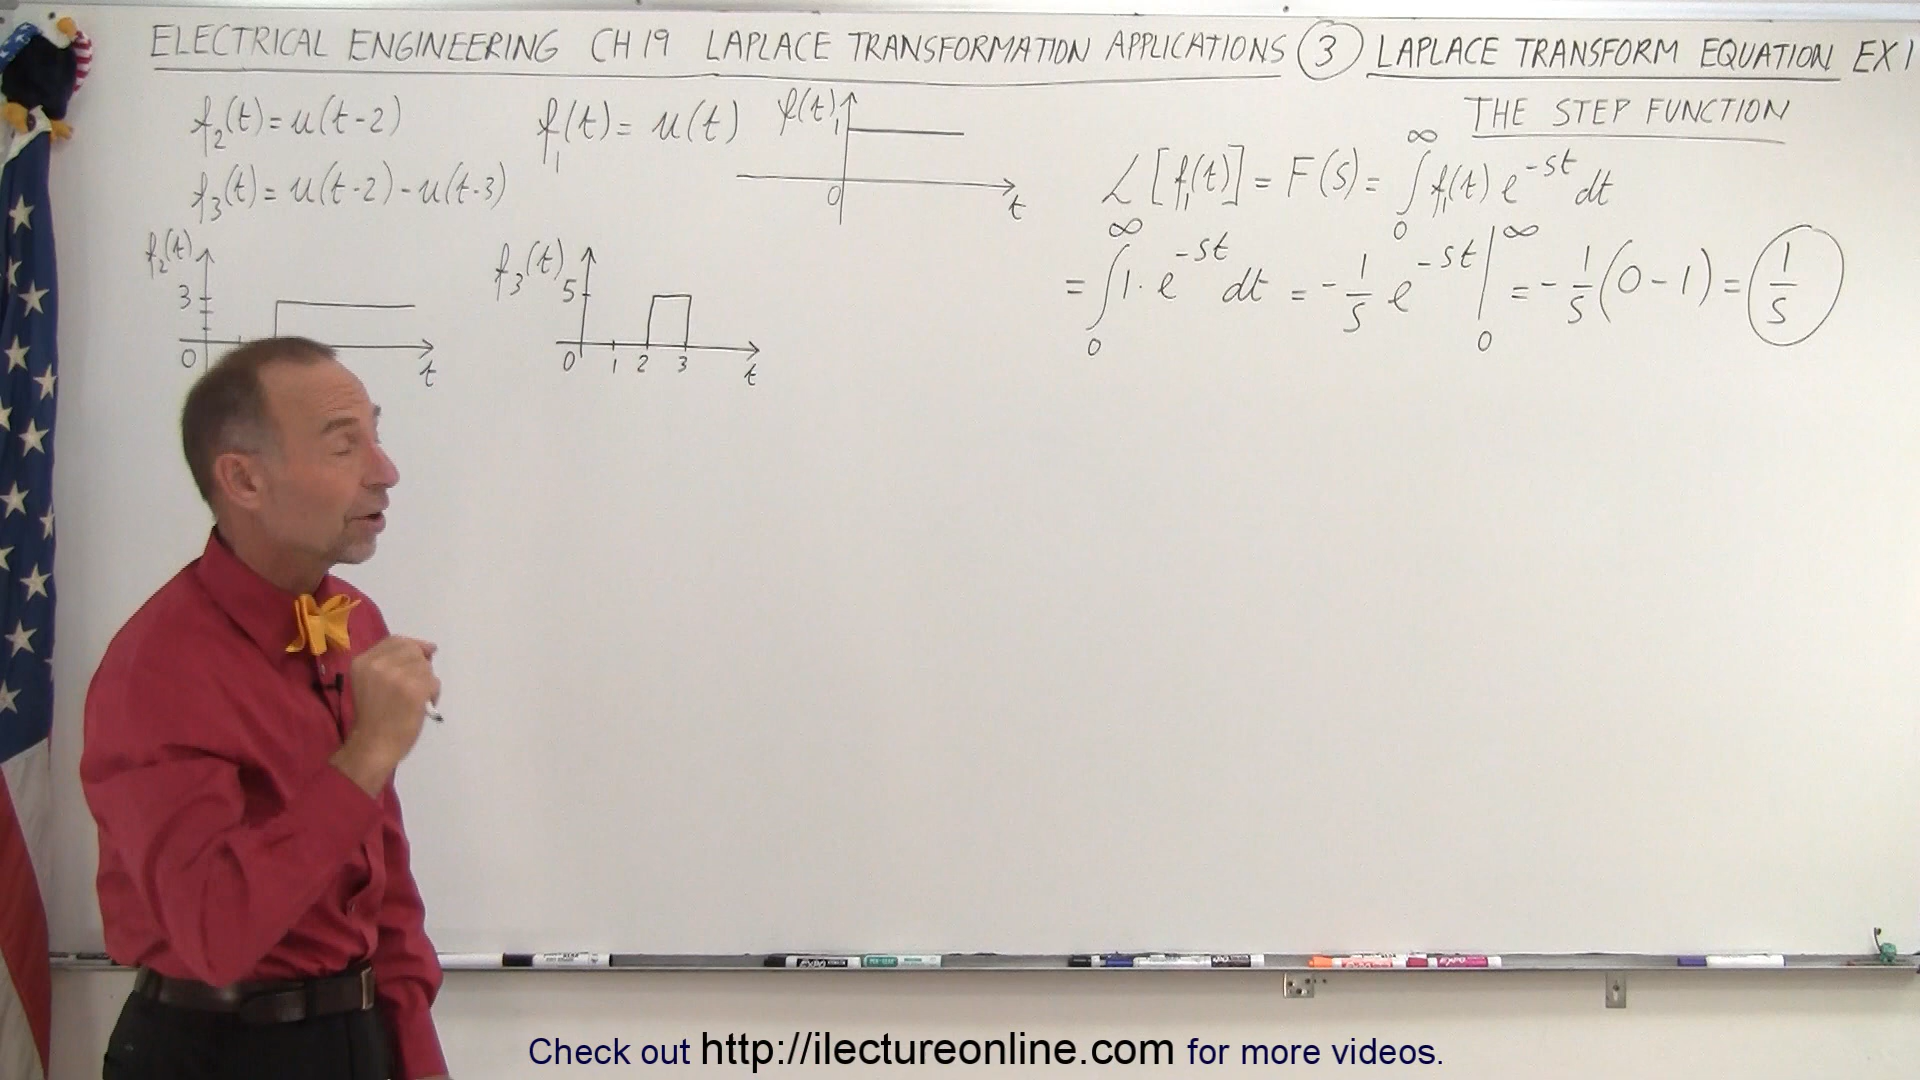 ELECTRICAL ENGINEERING CH 19 LAPLACE TRANSFORMATION APPLICATIONS ③ LAPLACE TRANSFORM EQUATION EX 1
THE STEP FUNCTION
f₂(t) = u(t-2)
f₃(t) = u(t-2) - u(t-3)
f₁(t) = u(t)
f(t) 1
0 t
ℒ[f₁(t)] = F(s) = ∫₀^∞ f₁(t) e^{-st} dt
= ∫₀^∞ 1 · e^{-st} dt = - 1/s e^{-st} |₀^∞ = - 1/s (0 - 1) = 1/s
f₂(t)
3
0 t
f₃(t)
5
0 1 2 3 t
Check out http://ilectureonline.com for more videos.